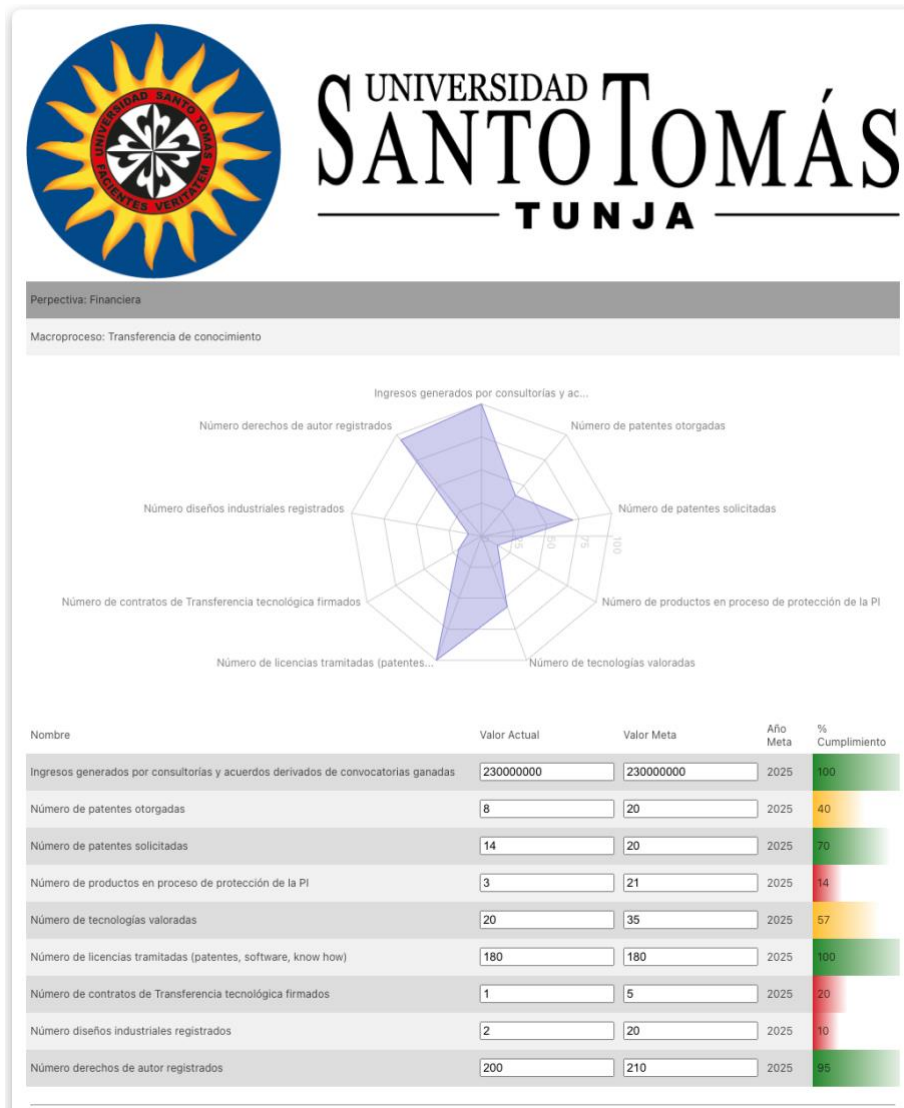 UNIVERSIDAD SANTO TOMAS
FACIENTES VERITATEM
UNIVERSIDAD
SANTO TOMÁS
TUNJA
Perpectiva: Financiera
Macroproceso: Transferencia de conocimiento
Ingresos generados por consultorías y ac...
Número derechos de autor registrados
Número de patentes otorgadas
Número diseños industriales registrados
Número de patentes solicitadas
50 75 100
Número de contratos de Transferencia tecnológica firmados
Número de productos en proceso de protección de la PI
Número de licencias tramitadas (patentes...
Número de tecnologías valoradas
Nombre Valor Actual Valor Meta Año Meta % Cumplimiento
Ingresos generados por consultorías y acuerdos derivados de convocatorias ganadas 230000000 230000000 2025 100
Número de patentes otorgadas 8 20 2025 40
Número de patentes solicitadas 14 20 2025 70
Número de productos en proceso de protección de la PI 3 21 2025 14
Número de tecnologías valoradas 20 35 2025 57
Número de licencias tramitadas (patentes, software, know how) 180 180 2025 100
Número de contratos de Transferencia tecnológica firmados 1 5 2025 20
Número diseños industriales registrados 2 20 2025 10
Número derechos de autor registrados 200 210 2025 95